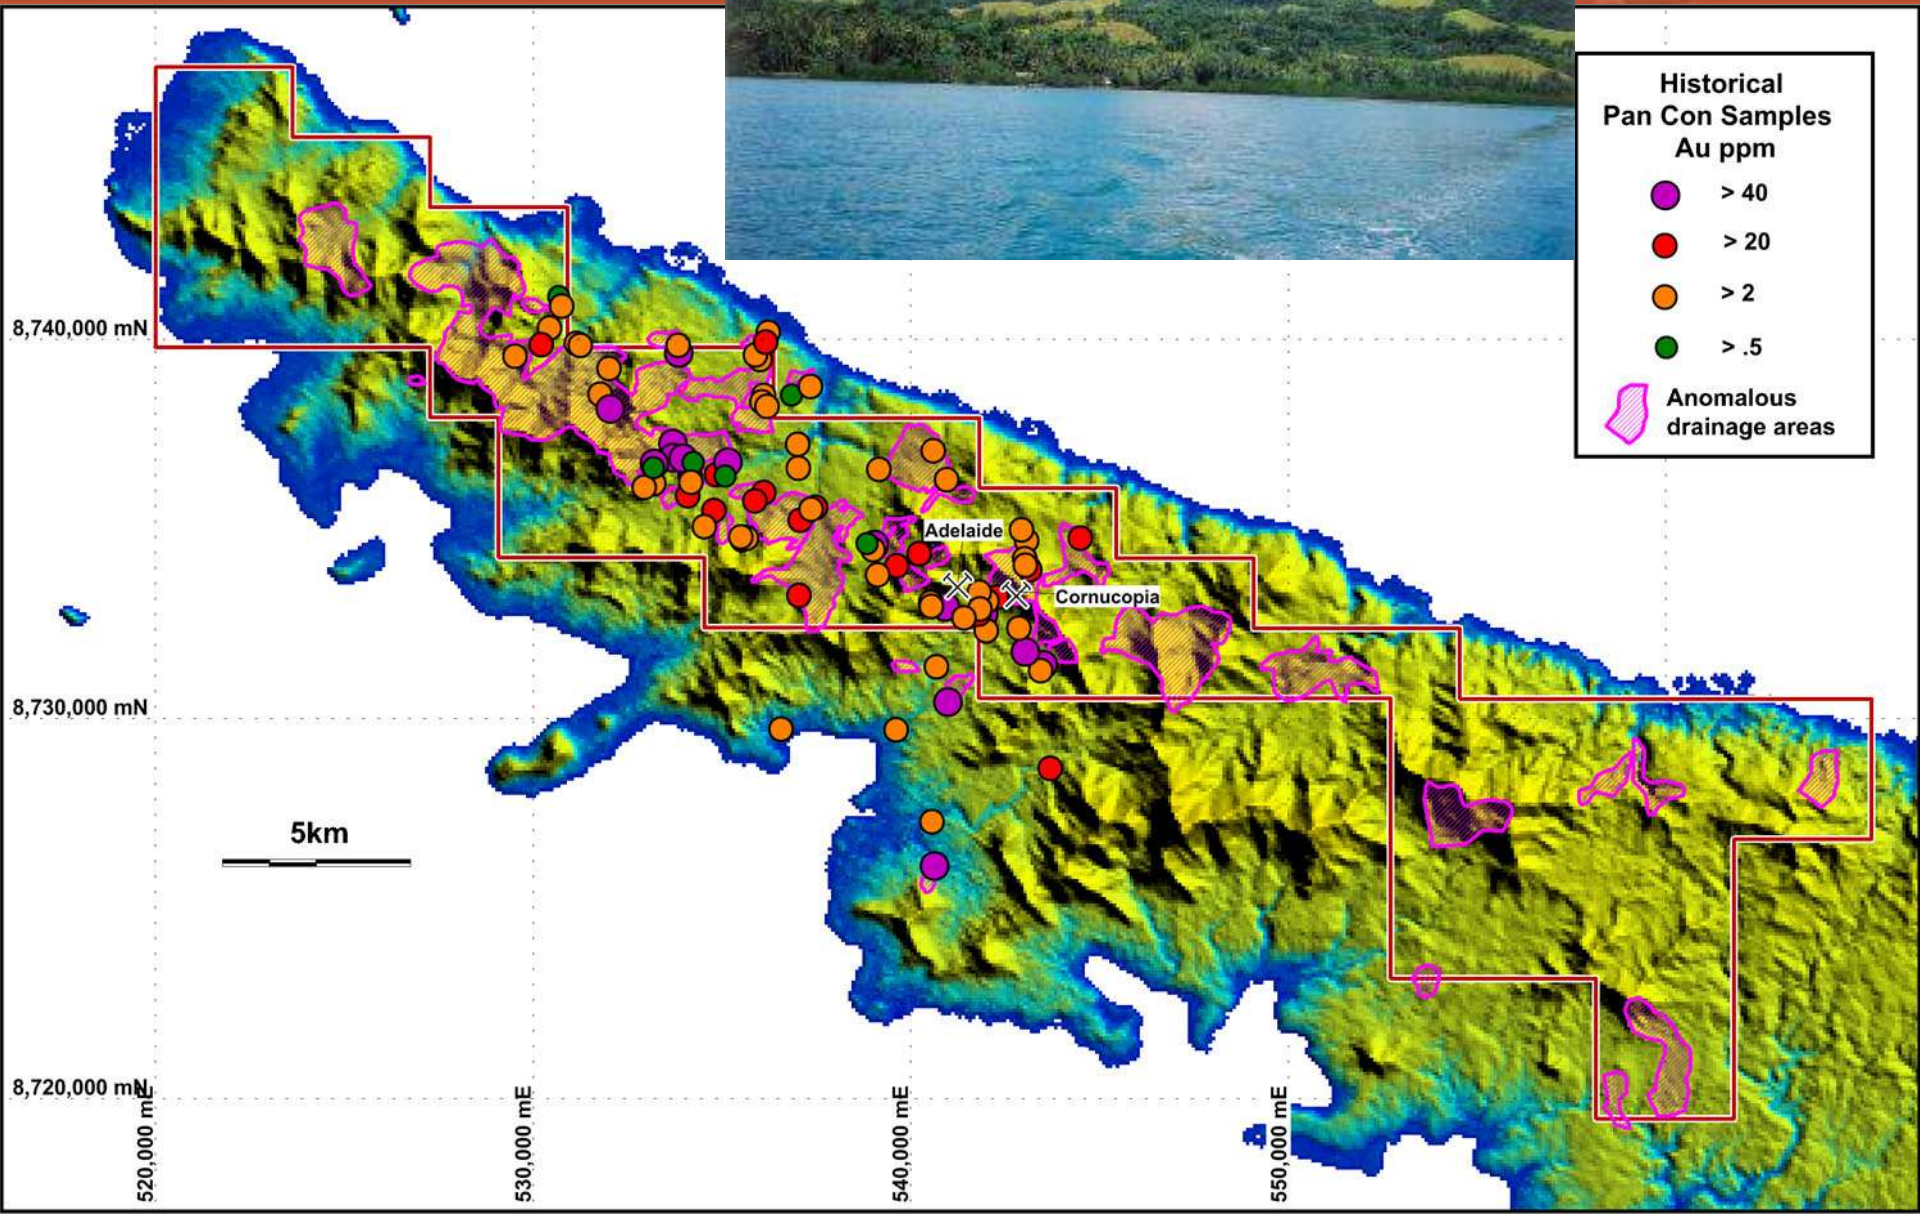 Historical
Pan Con Samples
Au ppm
> 40
> 20
> 2
> .5
Anomalous
drainage areas
8,740,000 mN
Adelaide
Cornucopia
8,730,000 mN
5km
8,720,000 mN
520,000 mE
530,000 mE
540,000 mE
550,000 mE